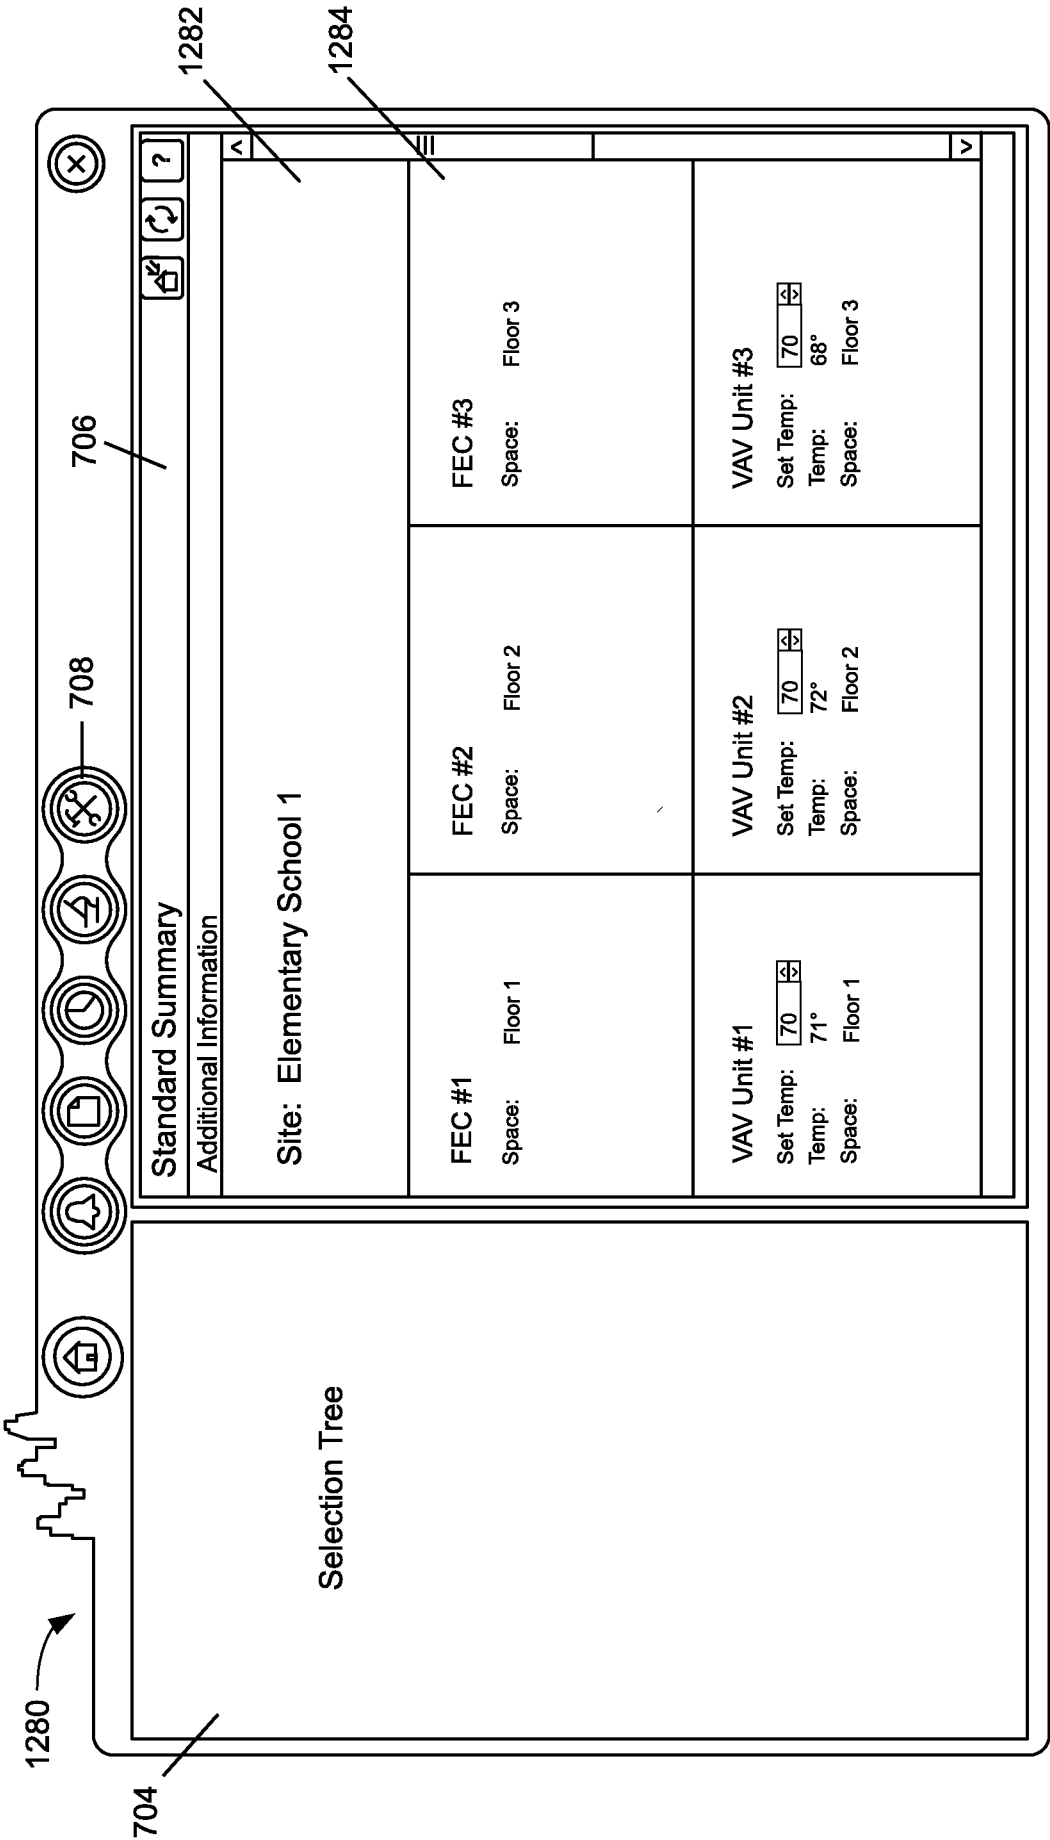 1280
704
708
706
1282
1284
Selection Tree
Standard Summary
?
Additional Information
Site: Elementary School 1
FEC #1
Space: Floor 1
FEC #2
Space: Floor 2
FEC #3
Space: Floor 3
VAV Unit #1
Set Temp: 70
Temp: 71°
Space: Floor 1
VAV Unit #2
Set Temp: 70
Temp: 72°
Space: Floor 2
VAV Unit #3
Set Temp: 70
Temp: 68°
Space: Floor 3